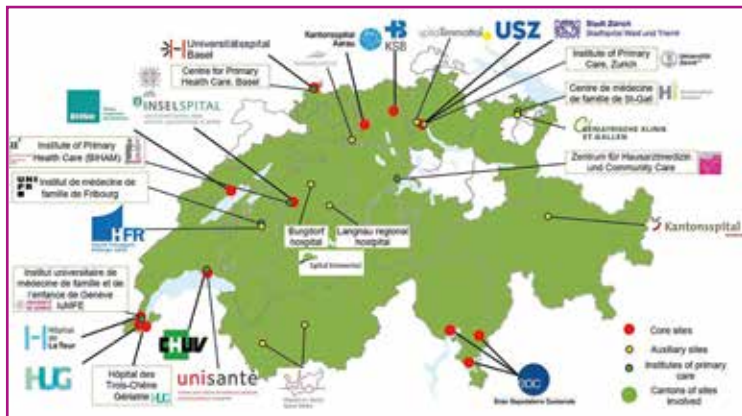 Universitätsspital
Basel
Centre for Primary
Health Care, Basel
Kantonsspital
Aarau
KSB
USZ
Stadt Zürich
Stadtspital Waid und Triemli
Institute of Primary
Care, Zurich
Centre de médecine
de famille de St-Gall
GERIATRISCHE KLINIK
ST.GALLEN
INSELSPITAL
Institute of Primary
Health Care (BIHAM)
UNI
FR
Institut de médecine de
famille de Fribourg
HFR
Zentrum für Hausarztmedizin
und Community Care
Kantonsspital
Burgdorf
hospital
Langnau regional
hospital
Spital Emmental
Institut universitaire de
médecine de famille et de
l'enfance de Genève
IuMFE
Hôpital
de
La Tour
HUG
Hôpital des
Trois-Chêne
Gériatrie
HUG
CHUV
unisanté
EOC
Ente Ospedaliero Cantonale
Core sites
Auxiliary sites
Institutes of primary
care
Cantons of sites
involved